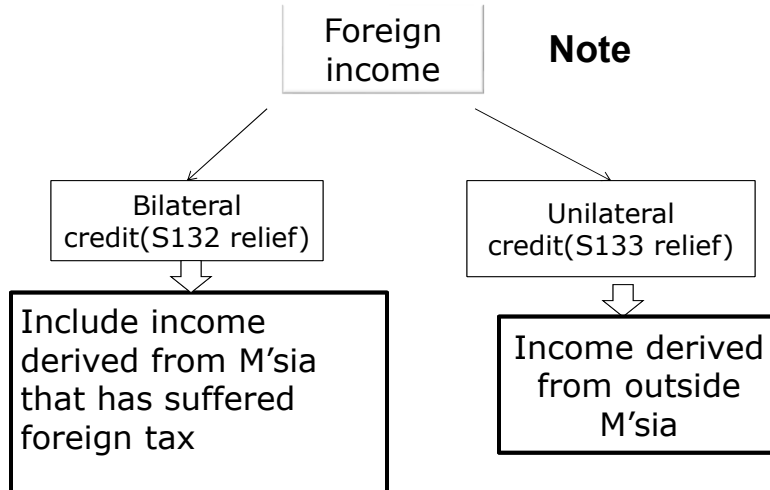 Foreign
income
Note
Bilateral
credit(S132 relief)
Unilateral
credit(S133 relief)
Include income
derived from M’sia
that has suffered
foreign tax
Income derived
from outside
M’sia